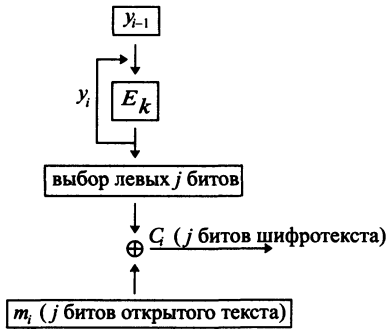 y_{i-1}
y_i
E_k
выбор левых j битов
⊕ C_i ( j битов шифротекста)
m_i ( j битов открытого текста)